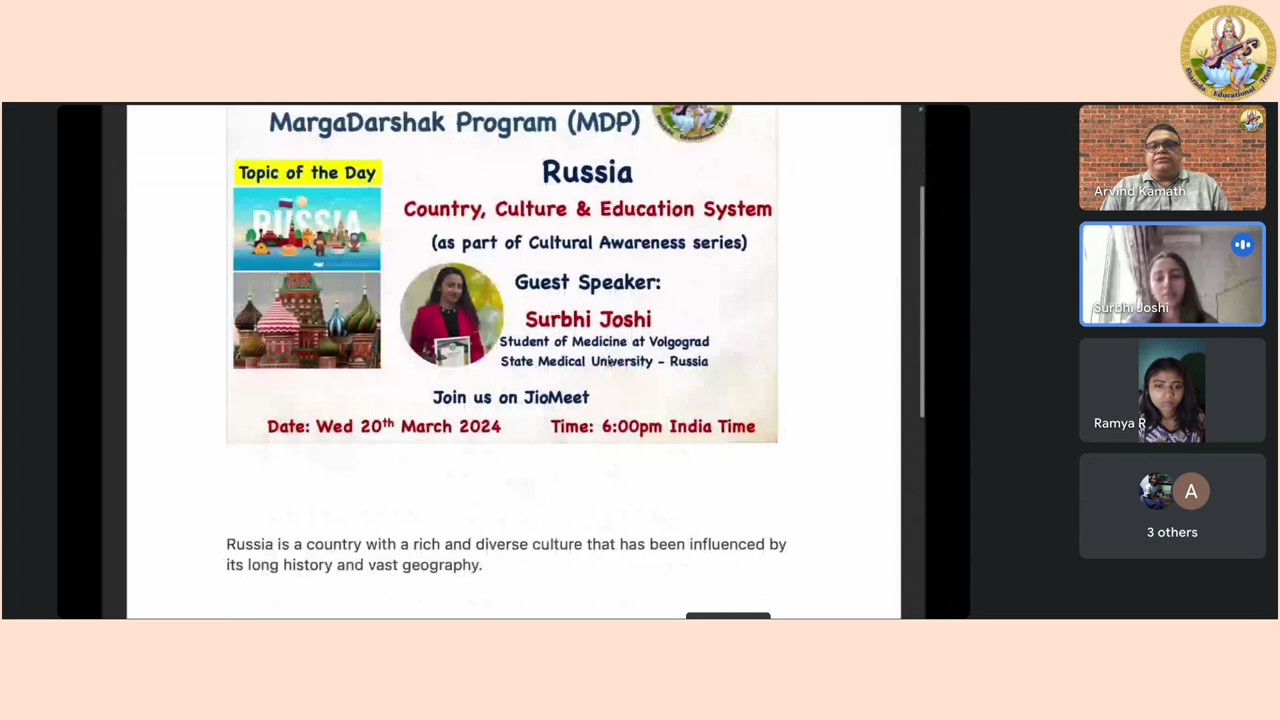 Sharada Educational Trust
MargaDarshak Program (MDP)
Topic of the Day
RUSSIA
Russia
Country, Culture & Education System
(as part of Cultural Awareness series)
Guest Speaker:
Surbhi Joshi
Student of Medicine at Volgograd
State Medical University - Russia
Join us on JioMeet
Date: Wed 20th March 2024 Time: 6:00pm India Time
Russia is a country with a rich and diverse culture that has been influenced by
its long history and vast geography.
Arvind Kamath
Surbhi Joshi
Ramya R
A
3 others